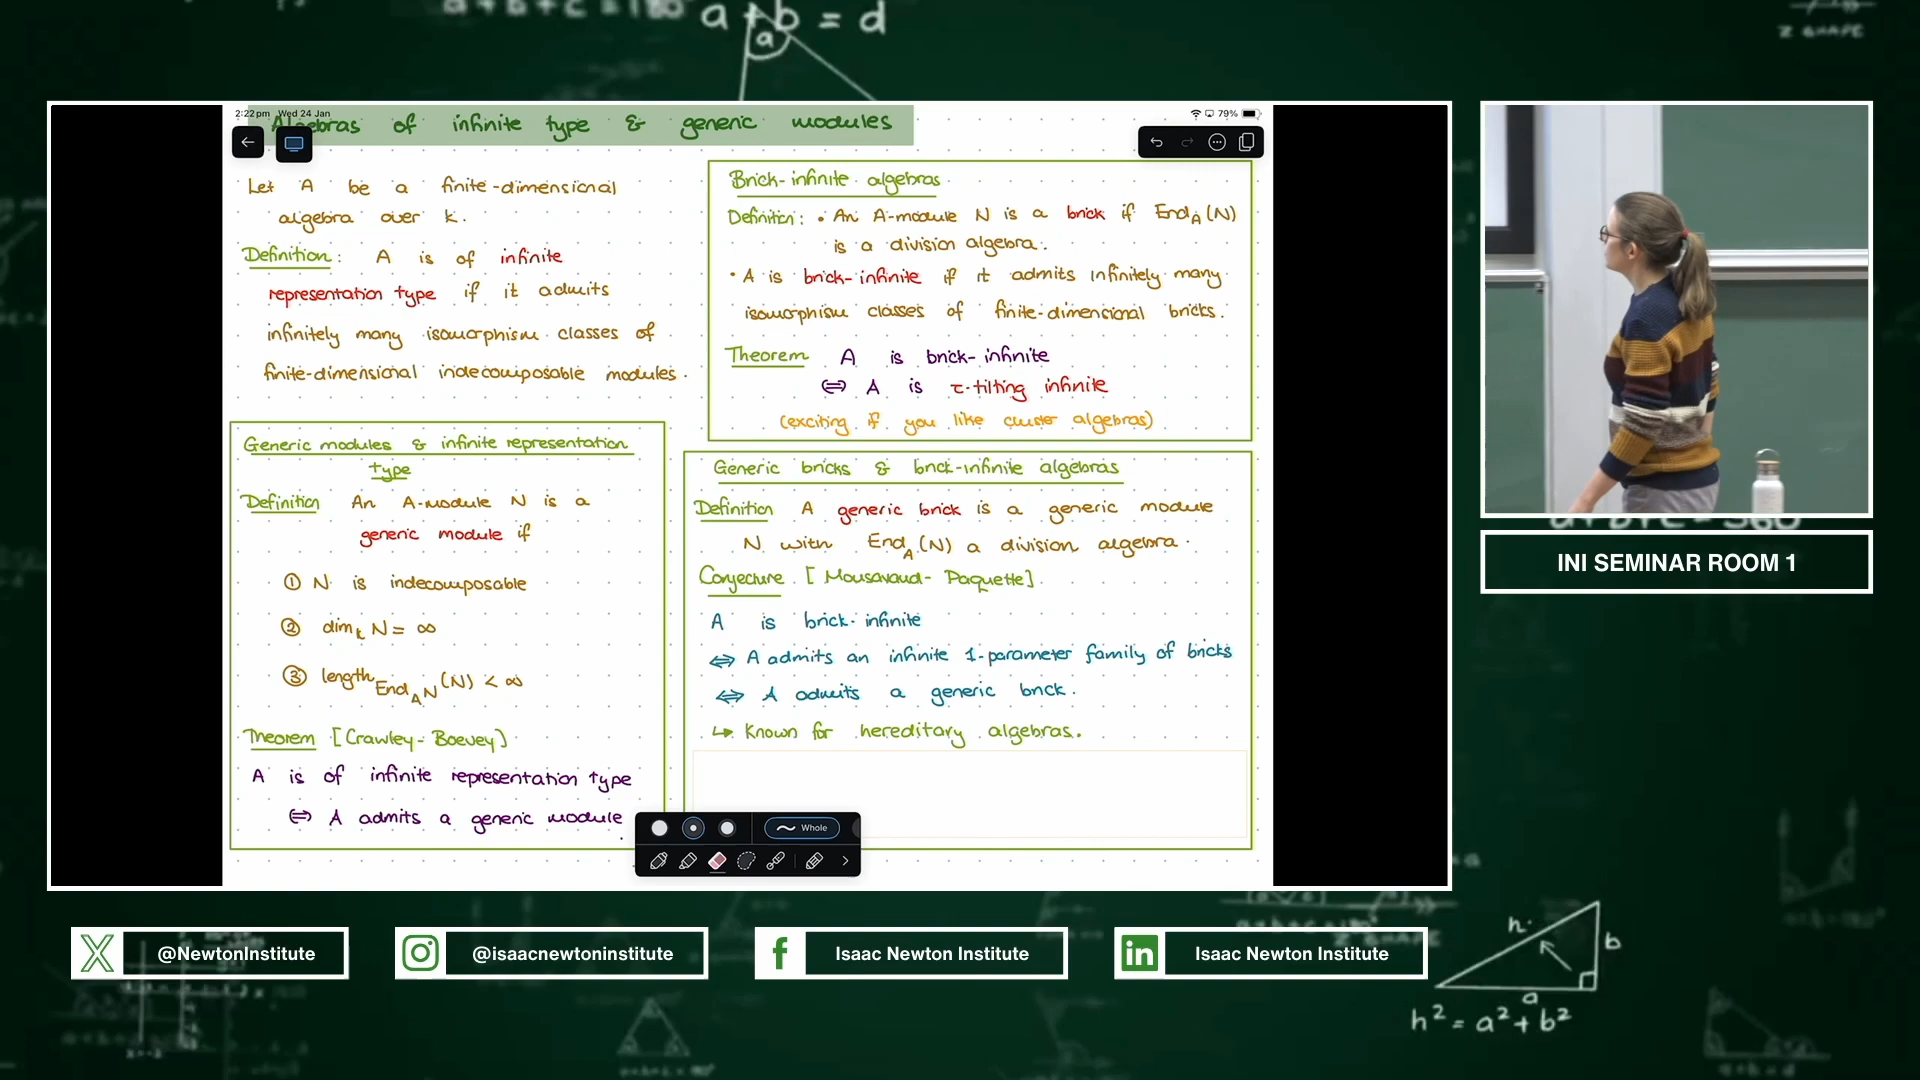 a + b + c = 180°
a + b = d
a
Z SHAPE
2:22 pm Wed 24 Jan
79%
Algebras of infinite type & generic modules
Let A be a finite-dimensional
algebra over k.
Definition: A is of infinite
representation type if it admits
infinitely many isomorphism classes of
finite-dimensional indecomposable modules.
Generic modules & infinite representation
type
Definition An A-module N is a
generic module if
① N is indecomposable
② dim_k N = ∞
③ length_{End_A N} (N) < ∞
Theorem [Crawley-Boevey]
A is of infinite representation type
⇔ A admits a generic module
Brick-infinite algebras
Definition: • An A-module N is a brick if End_A(N)
is a division algebra.
• A is brick-infinite if it admits infinitely many
isomorphism classes of finite-dimensional bricks.
Theorem A is brick-infinite
⇔ A is τ-tilting infinite
(exciting if you like cluster algebras)
Generic bricks & brick-infinite algebras
Definition A generic brick is a generic module
N with End_A(N) a division algebra.
Conjecture [Mousavand-Paquette]
A is brick-infinite
⇔ A admits an infinite 1-parameter family of bricks
⇔ A admits a generic brick.
↳ Known for hereditary algebras.
Whole
INI SEMINAR ROOM 1
@NewtonInstitute
@isaacnewtoninstitute
Isaac Newton Institute
Isaac Newton Institute
h
b
a
h² = a² + b²